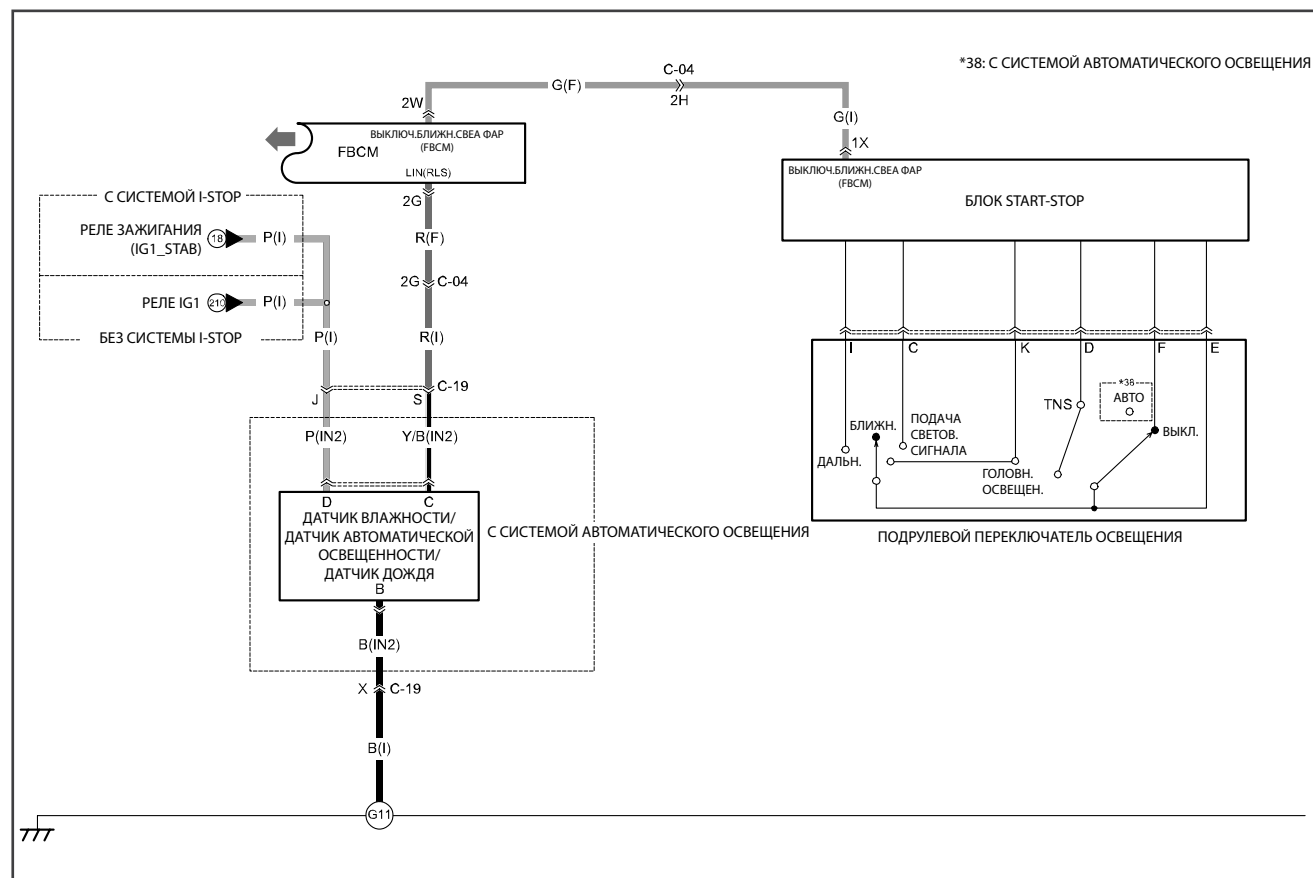 *38: С СИСТЕМОЙ АВТОМАТИЧЕСКОГО ОСВЕЩЕНИЯ
C-04
G(F)
2H
2W
G(I)
1X
ВЫКЛЮЧ.БЛИЖН.СВЕА ФАР
(FBCM)
FBCM
LIN(RLS)
ВЫКЛЮЧ.БЛИЖН.СВЕА ФАР
(FBCM)
БЛОК START-STOP
2G
С СИСТЕМОЙ I-STOP
РЕЛЕ ЗАЖИГАНИЯ
(IG1_STAB)
18
P(I)
R(F)
2G
C-04
РЕЛЕ IG1
210
P(I)
БЕЗ СИСТЕМЫ I-STOP
P(I)
R(I)
I
C
K
D
F
E
J
S
C-19
P(IN2)
Y/B(IN2)
*38
АВТО
TNS
БЛИЖН.
ПОДАЧА
СВЕТОВ.
СИГНАЛА
ВЫКЛ.
ДАЛЬН.
ГОЛОВН.
ОСВЕЩЕН.
D
C
ДАТЧИК ВЛАЖНОСТИ/
ДАТЧИК АВТОМАТИЧЕСКОЙ
ОСВЕЩЕННОСТИ/
ДАТЧИК ДОЖДЯ
B
С СИСТЕМОЙ АВТОМАТИЧЕСКОГО ОСВЕЩЕНИЯ
ПОДРУЛЕВОЙ ПЕРЕКЛЮЧАТЕЛЬ ОСВЕЩЕНИЯ
B(IN2)
X
C-19
B(I)
G11